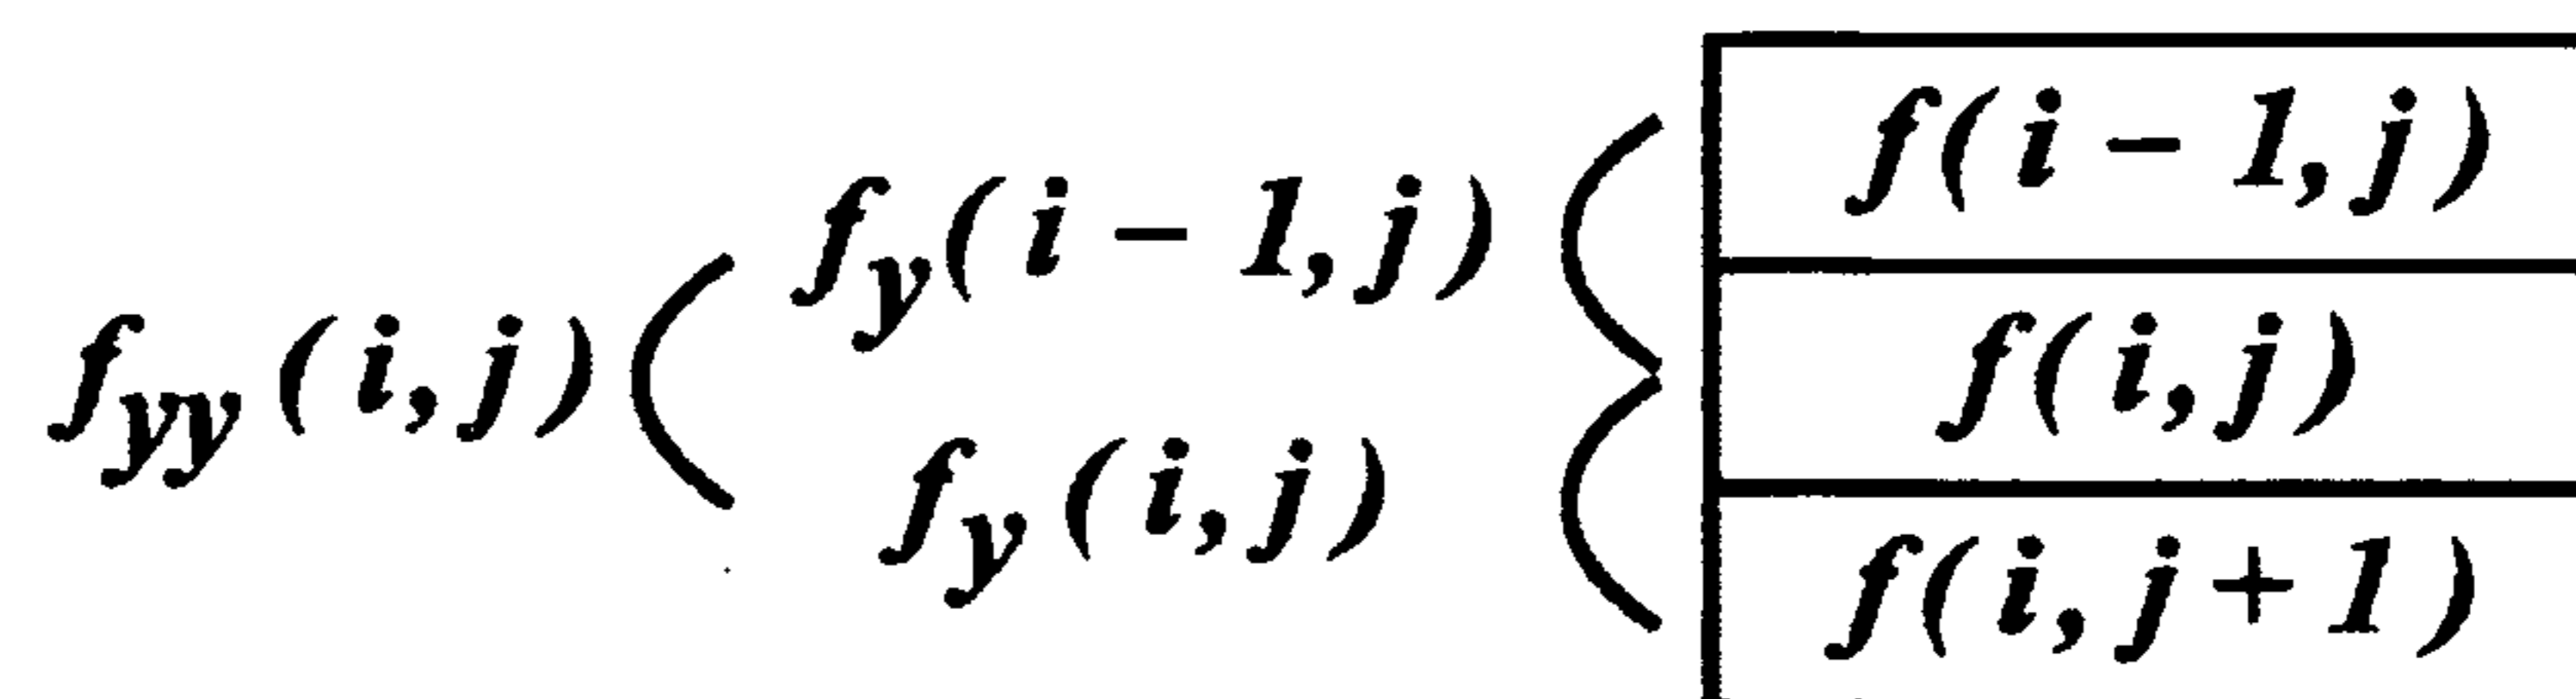 f(i − 1, j)
f_y(i − 1, j)
f_yy(i, j)
f(i, j)
f_y(i, j)
f(i, j + 1)